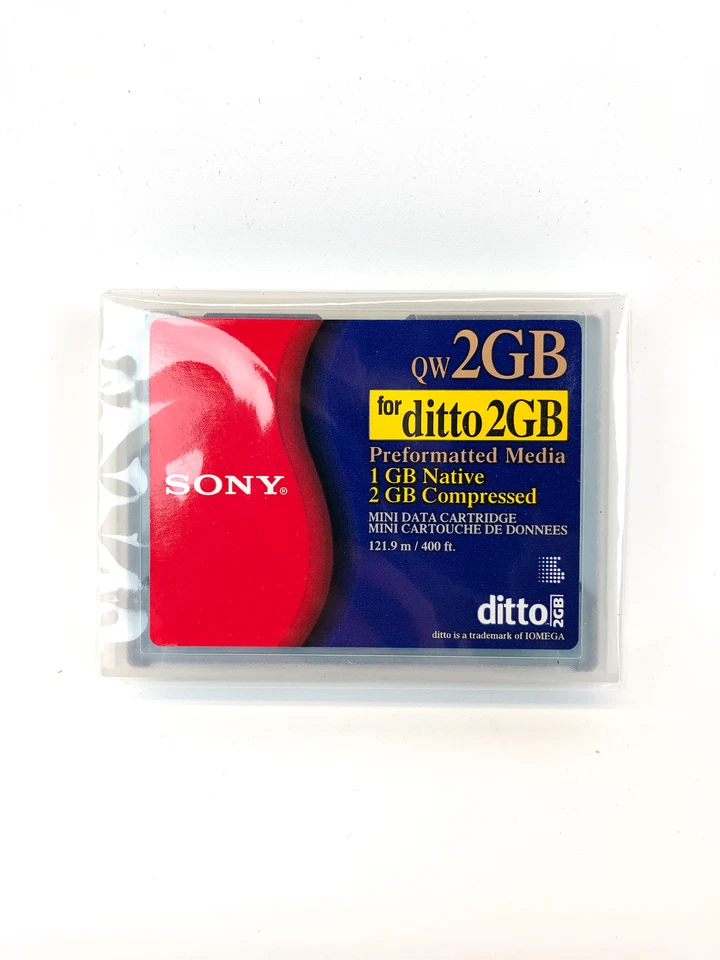 QW 2GB
for ditto 2GB
Preformatted Media
1 GB Native
2 GB Compressed
SONY®
MINI DATA CARTRIDGE
MINI CARTOUCHE DE DONNEES
121.9 m / 400 ft.
ditto 2GB
ditto is a trademark of IOMEGA